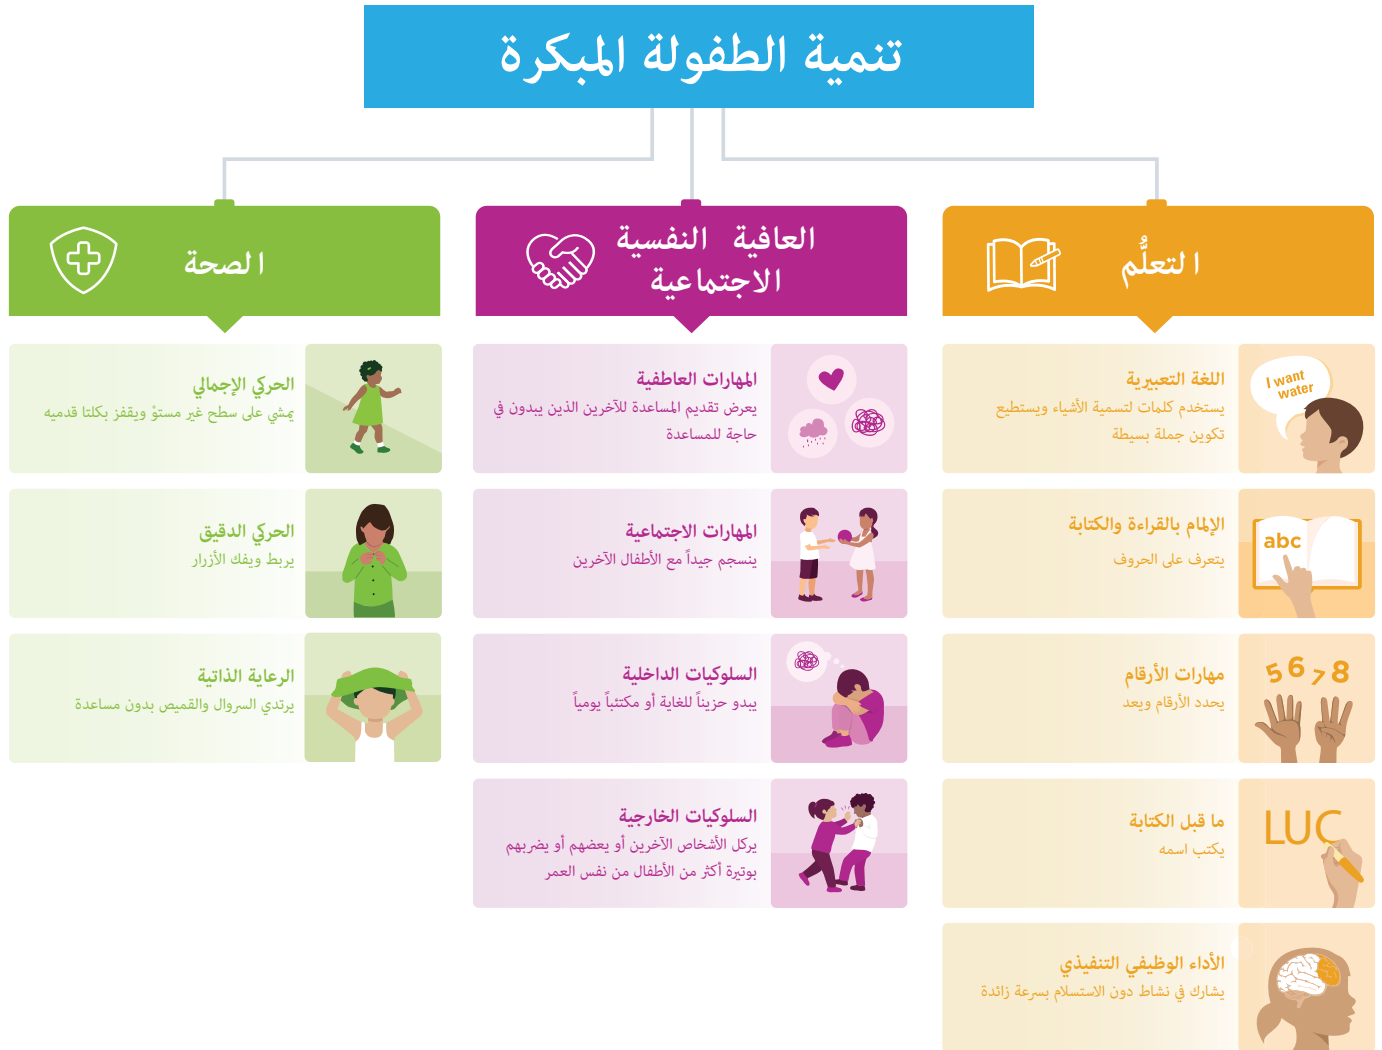 تنمية الطفولة المبكرة
التعلُّم
اللغة التعبيرية
يستخدم كلمات لتسمية الأشياء ويستطيع
تكوين جملة بسيطة
I want
water
الإلمام بالقراءة والكتابة
يتعرف على الحروف
abc
مهارات الأرقام
يحدد الأرقام ويعد
5 6 7 8
ما قبل الكتابة
يكتب اسمه
LUC
الأداء الوظيفي التنفيذي
يشارك في نشاط دون الاستسلام بسرعة زائدة
العافية النفسية
الاجتماعية
المهارات العاطفية
يعرض تقديم المساعدة للآخرين الذين يبدون في
حاجة للمساعدة
المهارات الاجتماعية
ينسجم جيداً مع الأطفال الآخرين
السلوكيات الداخلية
يبدو حزيناً للغاية أو مكتئباً يومياً
السلوكيات الخارجية
يركل الأشخاص الآخرين أو يعضهم أو يضربهم
بوتيرة أكثر من الأطفال من نفس العمر
الصحة
الحركي الإجمالي
يمشي على سطح غير مستوْ ويقفز بكلتا قدميه
الحركي الدقيق
يربط ويفك الأزرار
الرعاية الذاتية
يرتدي السروال والقميص بدون مساعدة